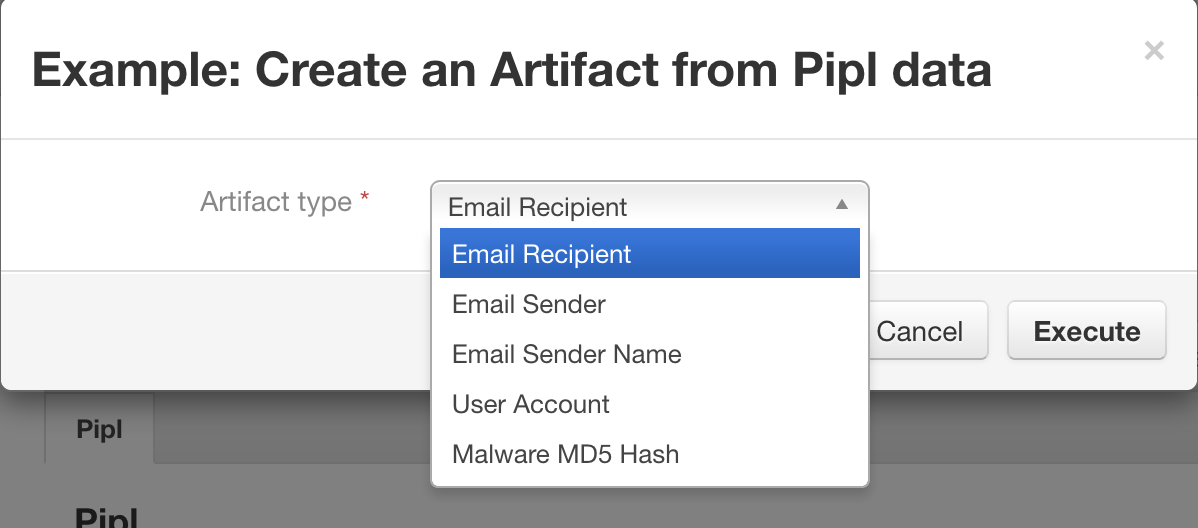 Example: Create an Artifact from Pipl data
×
Artifact type *
Email Recipient
Email Recipient
Email Sender
Email Sender Name
User Account
Malware MD5 Hash
Cancel
Execute
Pipl
Pipl